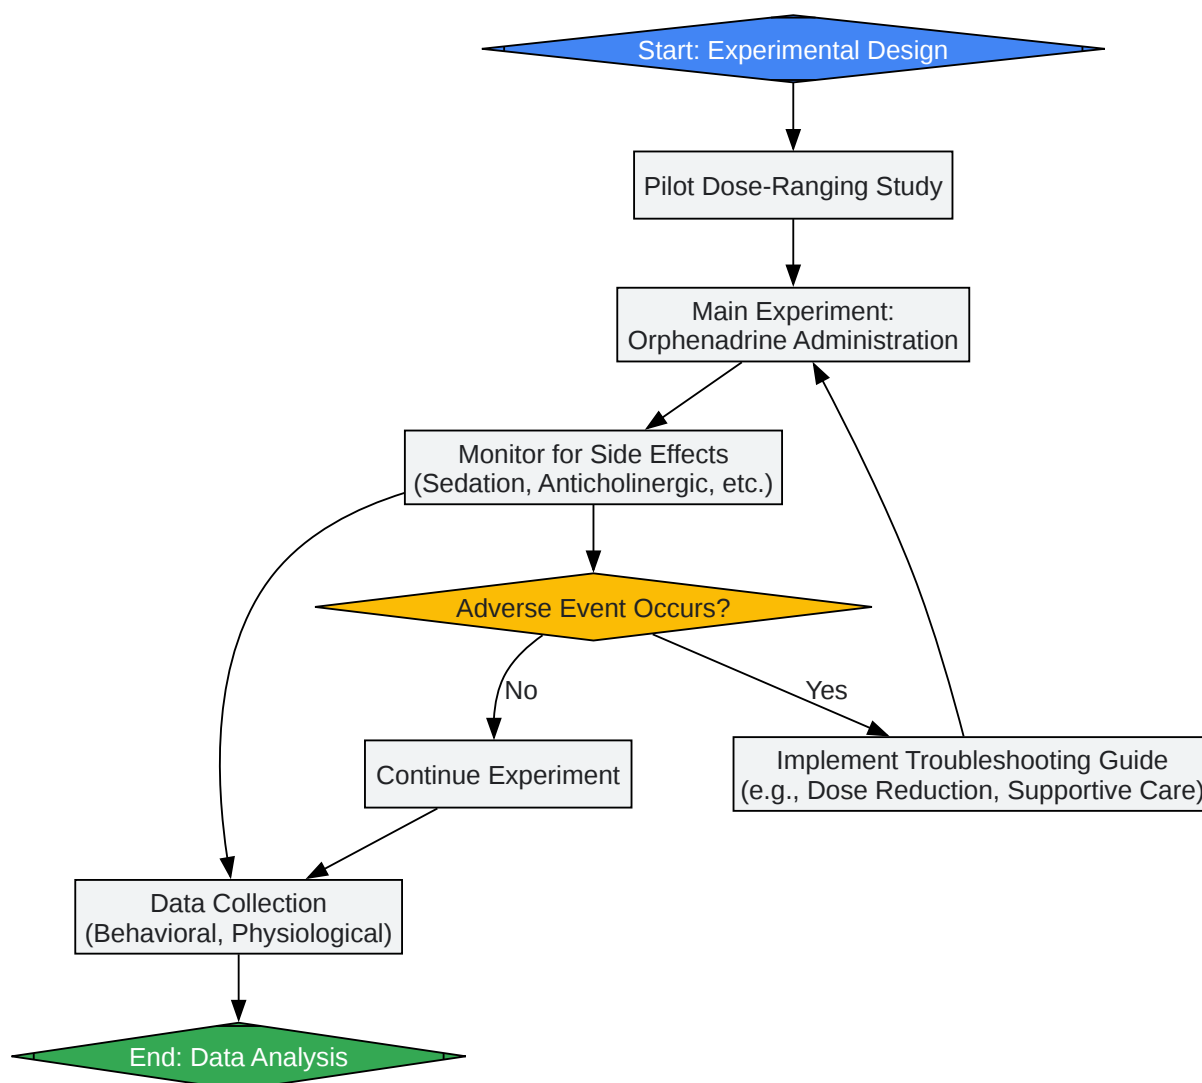 Start: Experimental Design
Pilot Dose-Ranging Study
Main Experiment:
Orphenadrine Administration
Monitor for Side Effects
(Sedation, Anticholinergic, etc.)
Adverse Event Occurs?
No
Yes
Continue Experiment
Implement Troubleshooting Guide
(e.g., Dose Reduction, Supportive Care)
Data Collection
(Behavioral, Physiological)
End: Data Analysis